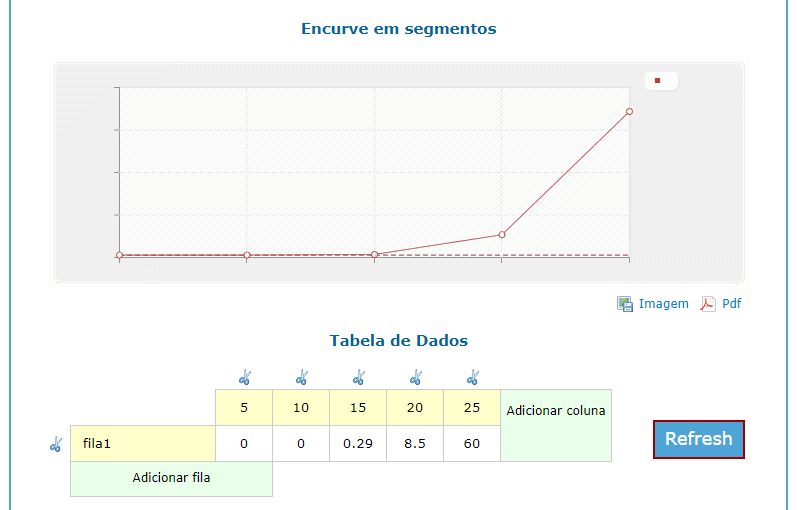 Encurve em segmentos
Imagem Pdf
Tabela de Dados
5 10 15 20 25 Adicionar coluna
fila1 0 0 0.29 8.5 60
Refresh
Adicionar fila